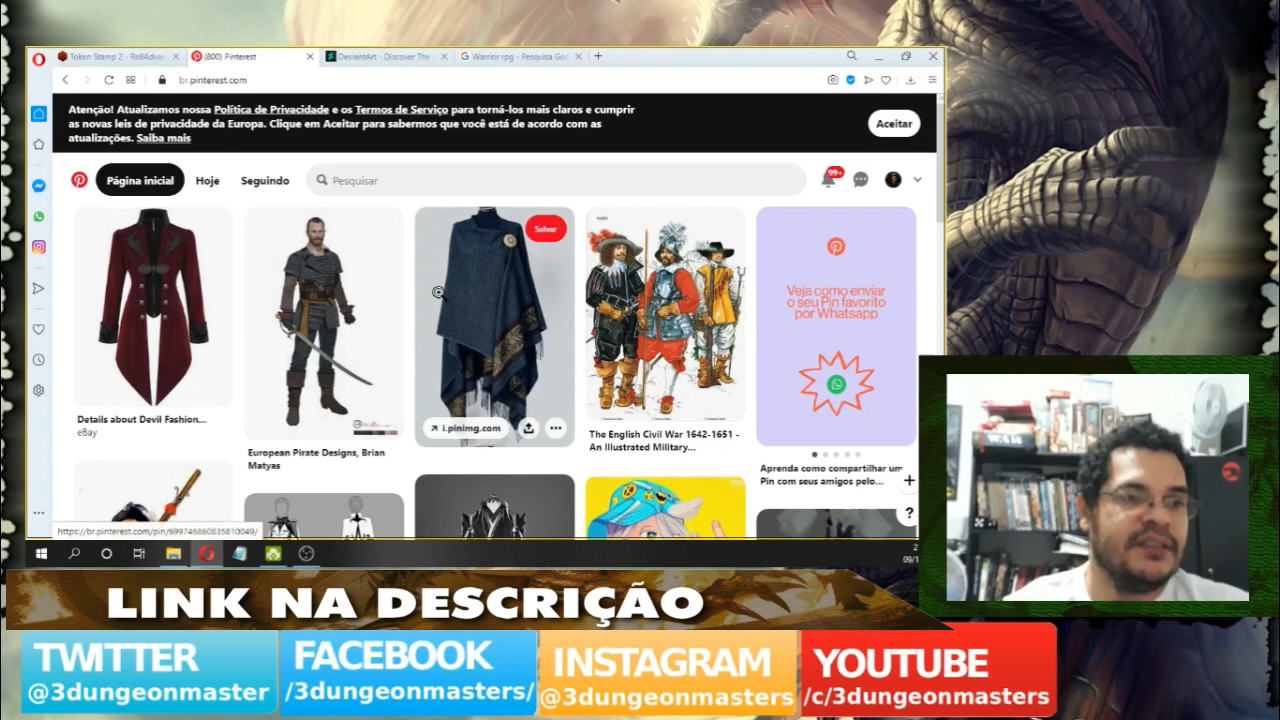 Token Stamp 2 - RollAdva
(800) Pinterest
DeviantArt - Discover The
Warrior rpg - Pesquisa Goo
br.pinterest.com
Atenção! Atualizamos nossa Política de Privacidade e os Termos de Serviço para torná-los mais claros e cumprir
as novas leis de privacidade da Europa. Clique em Aceitar para sabermos que você está de acordo com as
atualizações. Saiba mais
Aceitar
Página inicial
Hoje
Seguindo
Pesquisar
99+
Salvar
Veja como enviar
o seu Pin favorito
por Whatsapp
i.pinimg.com
Details about Devil Fashion...
eBay
European Pirate Designs, Brian
Matyas
The English Civil War 1642-1651 -
An Illustrated Military...
Aprenda como compartilhar um
Pin com seus amigos pelo...
?
https://br.pinterest.com/pin/699746860835810049/
09/1
LINK NA DESCRIÇÃO
TWITTER
@3dungeonmaster
FACEBOOK
/3dungeonmasters/
INSTAGRAM
@3dungeonmasters
YOUTUBE
/c/3dungeonmasters